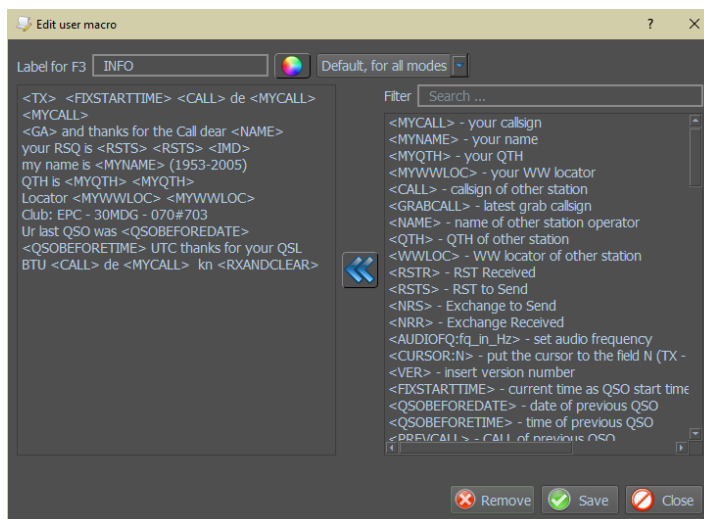 Edit user macro
?
Label for F3
INFO
Default, for all modes
<TX> <FIXSTARTTIME> <CALL> de <MYCALL>
<MYCALL>
<GA> and thanks for the Call dear <NAME>
your RSQ is <RSTS> <RSTS> <IMD>
my name is <MYNAME> (1953-2005)
QTH is <MYQTH> <MYQTH>
Locator <MYWWLOC> <MYWWLOC>
Club: EPC - 30MDG - 070#703
Ur last QSO was <QSOBEFOREDATE>
<QSOBEFORETIME> UTC thanks for your QSL
BTU <CALL> de <MYCALL> kn <RXANDCLEAR>
Filter
Search ...
<MYCALL> - your callsign
<MYNAME> - your name
<MYQTH> - your QTH
<MYWWLOC> - your WW locator
<CALL> - callsign of other station
<GRABCALL> - latest grab callsign
<NAME> - name of other station operator
<QTH> - QTH of other station
<WWLOC> - WW locator of other station
<RSTR> - RST Received
<RSTS> - RST to Send
<NRS> - Exchange to Send
<NRR> - Exchange Received
<AUDIOFQ:fq_in_Hz> - set audio frequency
<CURSOR:N> - put the cursor to the field N (TX -
<VER> - insert version number
<FIXSTARTTIME> - current time as QSO start time
<QSOBEFOREDATE> - date of previous QSO
<QSOBEFORETIME> - time of previous QSO
<PREVCALL> - CALL of previous QSO
Remove
Save
Close